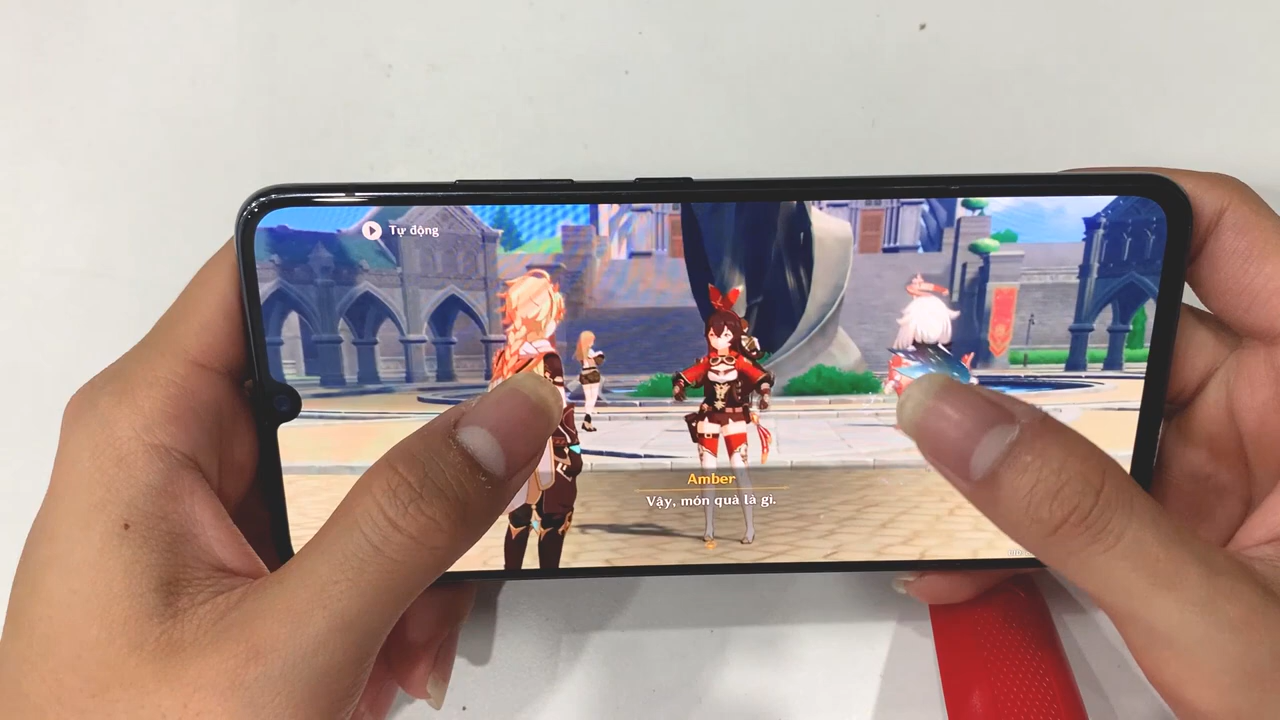 Tự động
Amber
Vậy, món quà là gì.